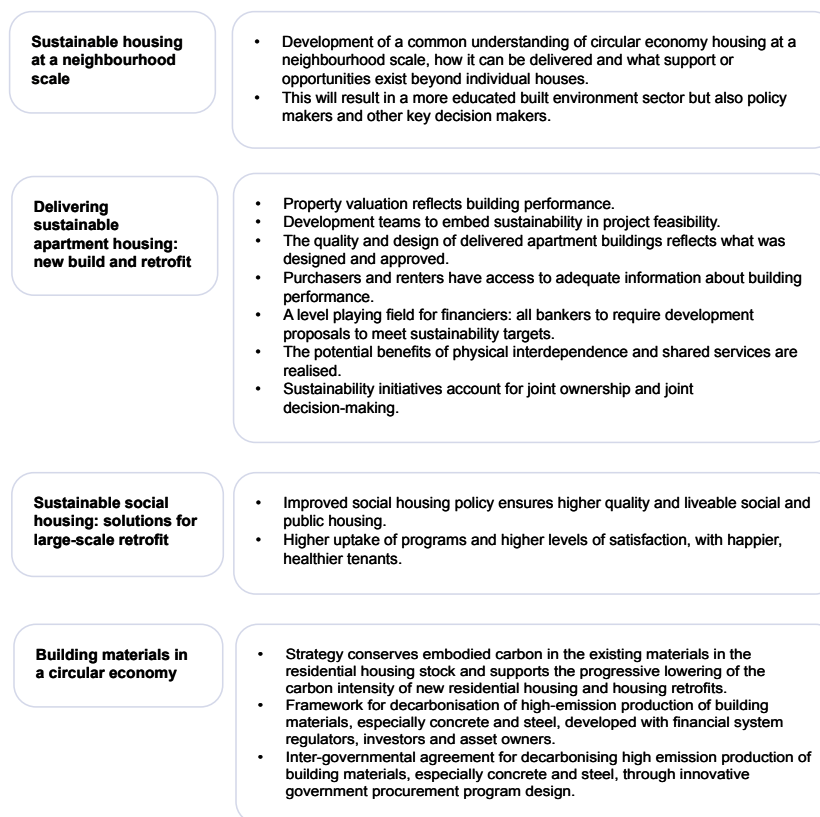 Sustainable housing
at a neighbourhood
scale
• Development of a common understanding of circular economy housing at a
neighbourhood scale, how it can be delivered and what support or
opportunities exist beyond individual houses.
• This will result in a more educated built environment sector but also policy
makers and other key decision makers.
Delivering
sustainable
apartment housing:
new build and retrofit
• Property valuation reflects building performance.
• Development teams to embed sustainability in project feasibility.
• The quality and design of delivered apartment buildings reflects what was
designed and approved.
• Purchasers and renters have access to adequate information about building
performance.
• A level playing field for financiers: all bankers to require development
proposals to meet sustainability targets.
• The potential benefits of physical interdependence and shared services are
realised.
• Sustainability initiatives account for joint ownership and joint
decision-making.
Sustainable social
housing: solutions for
large-scale retrofit
• Improved social housing policy ensures higher quality and liveable social and
public housing.
• Higher uptake of programs and higher levels of satisfaction, with happier,
healthier tenants.
Building materials in
a circular economy
• Strategy conserves embodied carbon in the existing materials in the
residential housing stock and supports the progressive lowering of the
carbon intensity of new residential housing and housing retrofits.
• Framework for decarbonisation of high-emission production of building
materials, especially concrete and steel, developed with financial system
regulators, investors and asset owners.
• Inter-governmental agreement for decarbonising high emission production of
building materials, especially concrete and steel, through innovative
government procurement program design.